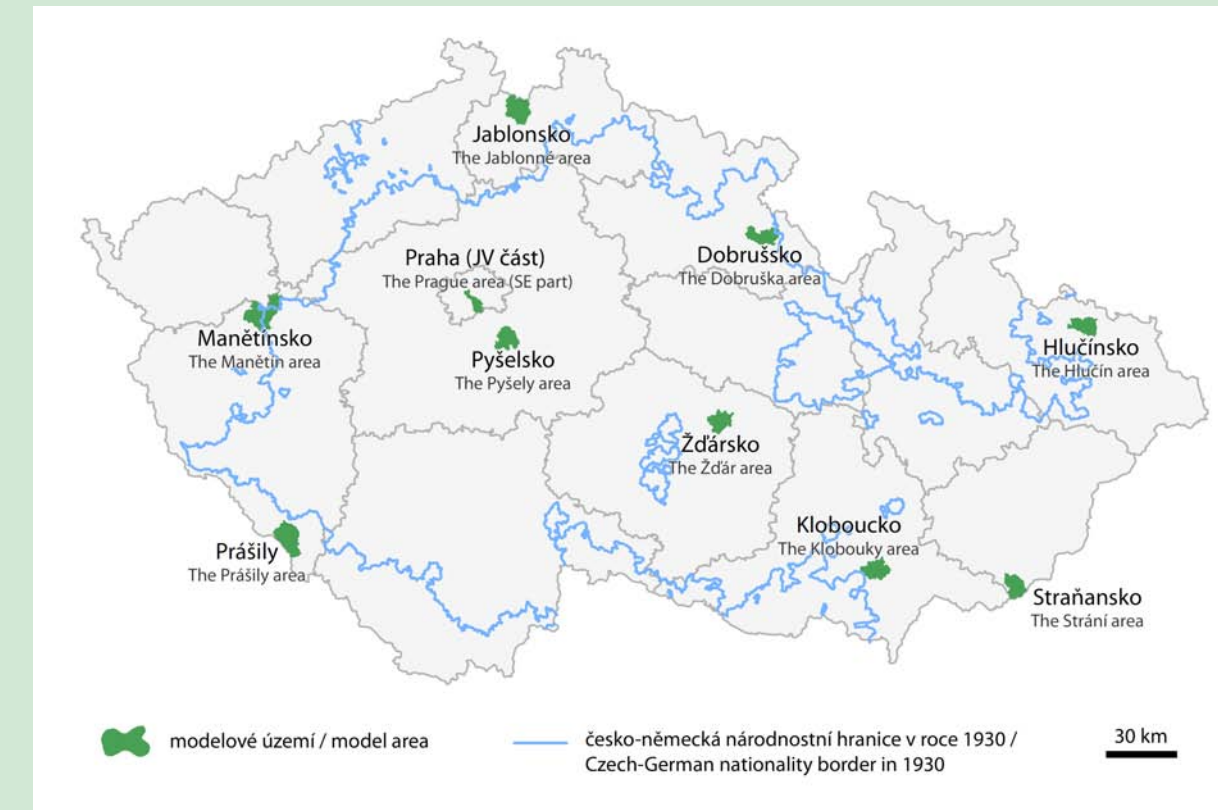 Jablonsko
The Jablonné area
Dobrušsko
The Dobruška area
Praha (JV část)
The Prague area (SE part)
Manětínsko
The Manětín area
Pyšelsko
The Pyšely area
Hlučínsko
The Hlučín area
Žďársko
The Žďár area
Kloboucko
The Klobouky area
Prášily
The Prášily area
Straňansko
The Strání area
modelové území / model area
česko-německá národnostní hranice v roce 1930 /
Czech-German nationality border in 1930
30 km